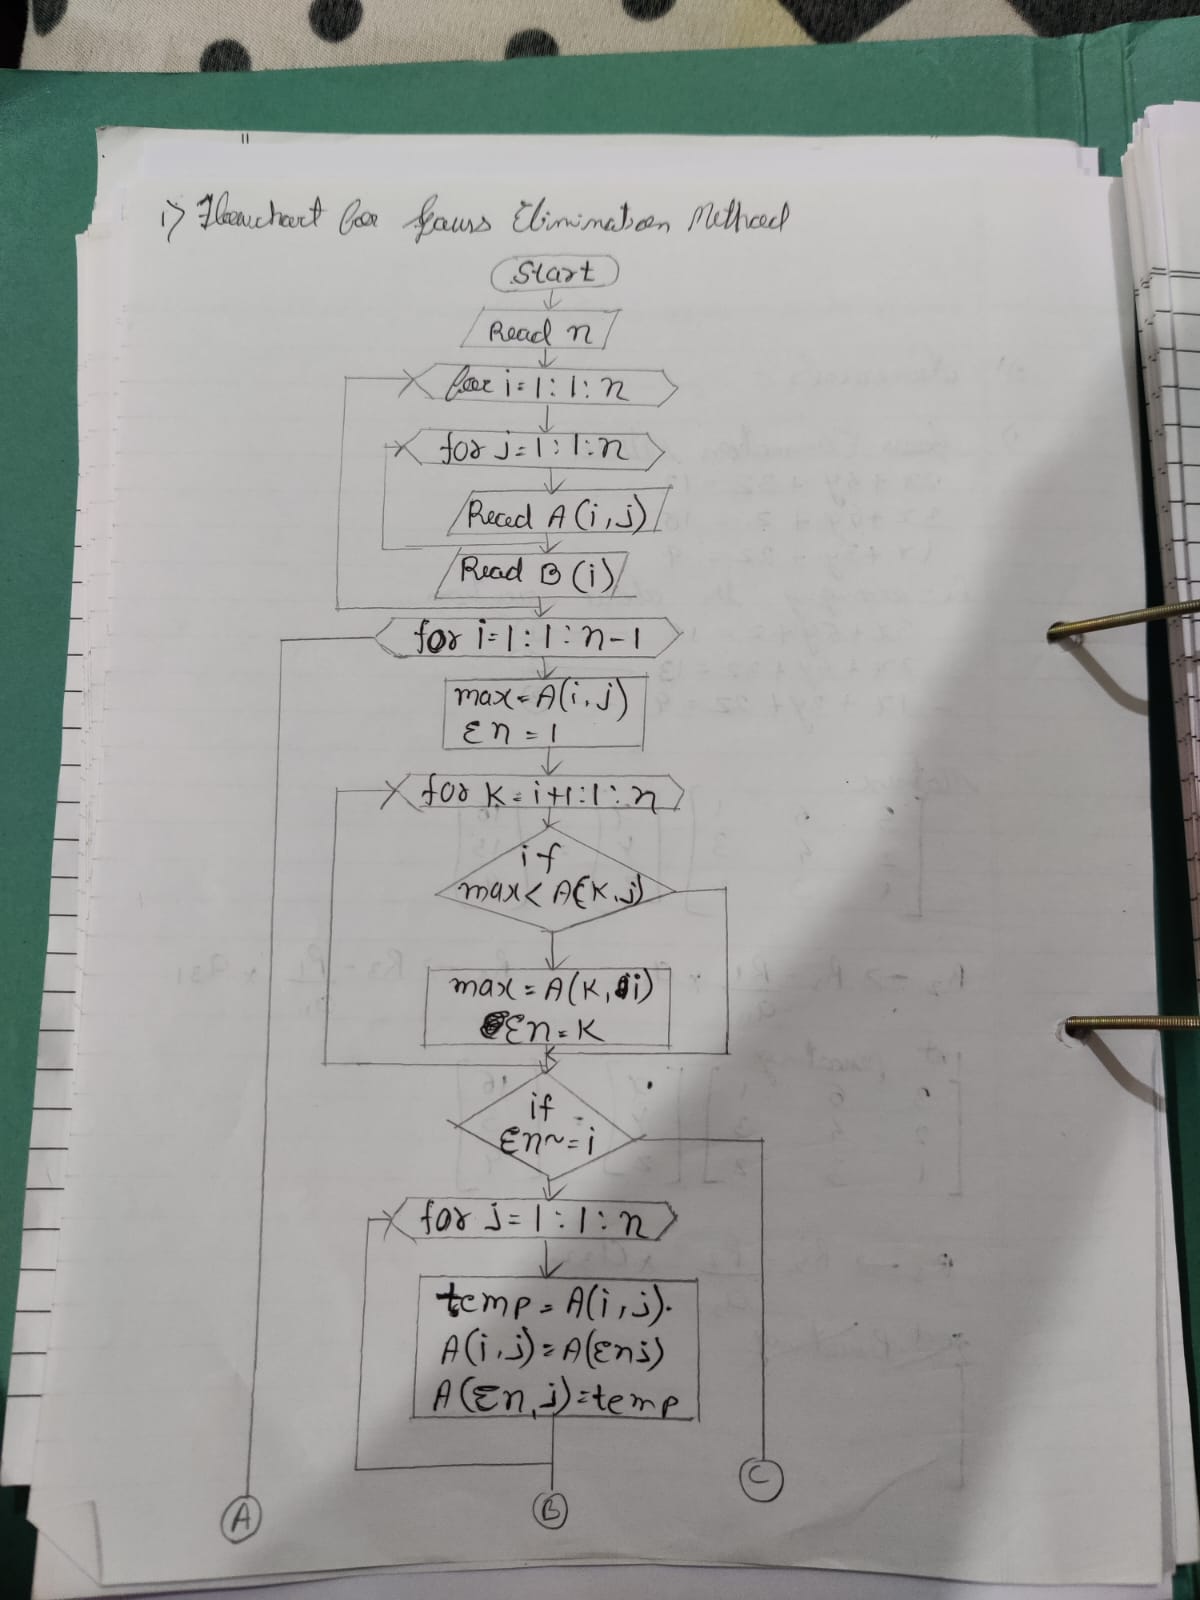 i) Flowchart for Gauss Elimination Method
Start
Read n
for i=1:1:n
for j=1:1:n
Read A(i,j)
Read B(i)
for i=1:1:n-1
max=A(i,j)
En=1
for K=i+1:1:n
if
max<A(K,j)
max=A(K,i)
En=K
if
En~=i
for j=1:1:n
temp=A(i,j).
A(i,j)=A(Enj)
A(En,j)=temp
A
B
C